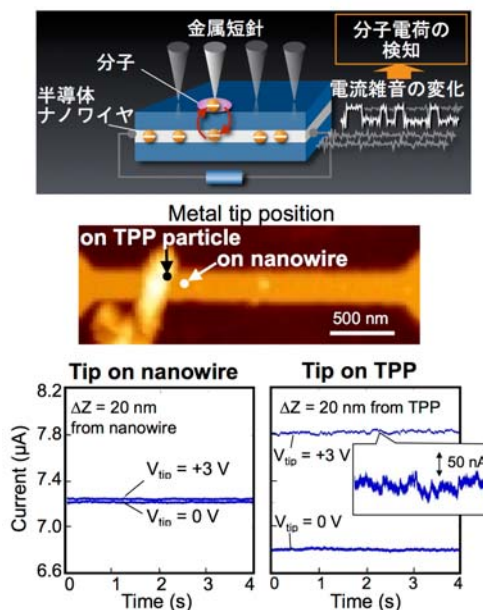 金属短針
分子
半導体
ナノワイヤ
分子電荷の
検知
電流雑音の変化
Metal tip position
on TPP particle
on nanowire
500 nm
Tip on nanowire
Tip on TPP
Current (μA)
8.2
7.8
7.4
7.0
6.6
ΔZ = 20 nm
from nanowire
Vtip = +3 V
Vtip = 0 V
0 1 2 3 4
Time (s)
ΔZ = 20 nm from TPP
Vtip = +3 V
50 nA
Vtip = 0 V
0 1 2 3 4
Time (s)